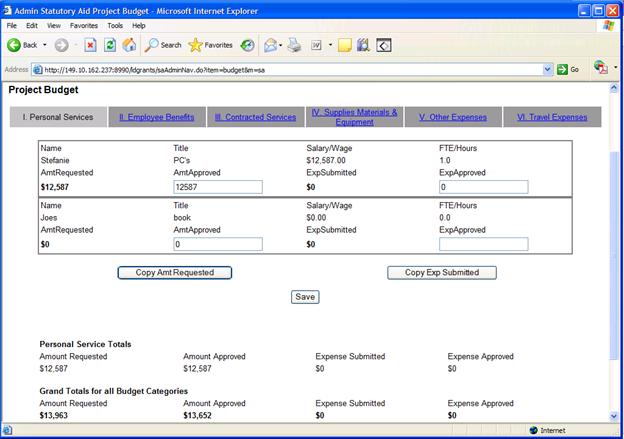 Admin Statutory Aid Project Budget - Microsoft Internet Explorer
File Edit View Favorites Tools Help
Back Search Favorites
Address http://149.10.162.237:8990/ldgrants/saAdminNav.do?item=budget&m=sa Go
Project Budget
I. Personal Services II. Employee Benefits III. Contracted Services IV. Supplies Materials & Equipment V. Other Expenses VI. Travel Expenses
Name Title Salary/Wage FTE/Hours
Stefanie PC's $12,587.00 1.0
AmtRequested AmtApproved ExpSubmitted ExpApproved
$12,587 12587 $0 0
Name Title Salary/Wage FTE/Hours
Joes book $0.00 0.0
AmtRequested AmtApproved ExpSubmitted ExpApproved
$0 0 $0
Copy Amt Requested Copy Exp Submitted
Save
Personal Service Totals
Amount Requested Amount Approved Expense Submitted Expense Approved
$12,587 $12,587 $0 $0
Grand Totals for all Budget Categories
Amount Requested Amount Approved Expense Submitted Expense Approved
$13,963 $13,652 $0 $0
Internet